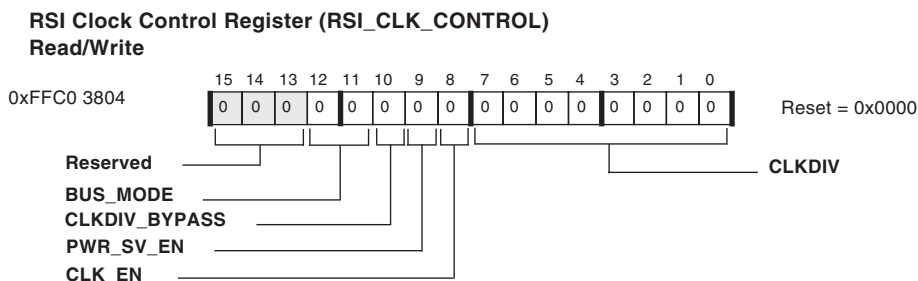 RSI Clock Control Register (RSI_CLK_CONTROL)
Read/Write
15 14 13 12 11 10 9 8 7 6 5 4 3 2 1 0
0xFFC0 3804 0 0 0 0 0 0 0 0 0 0 0 0 0 0 0 0 Reset = 0x0000
Reserved CLKDIV
BUS_MODE
CLKDIV_BYPASS
PWR_SV_EN
CLK_EN